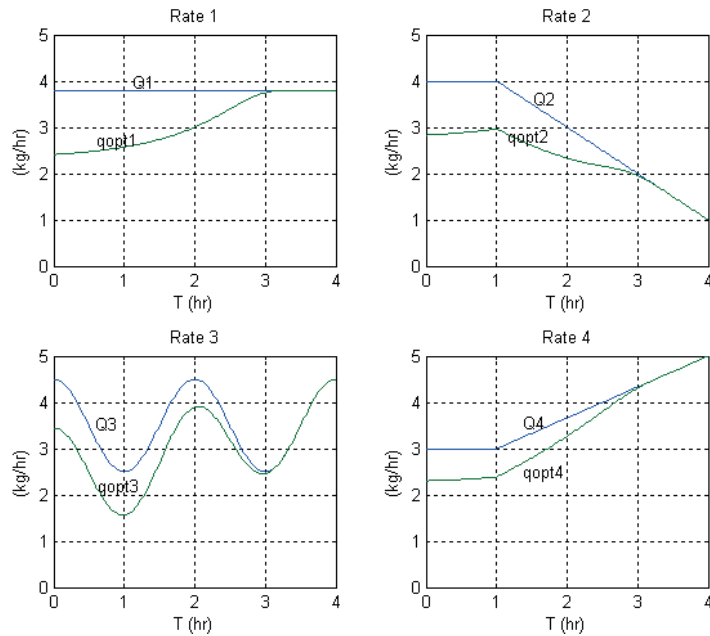 Rate 1
5
4
3
2
1
0
(kg/hr)
Q1
qopt1
0 1 2 3 4
T (hr)
Rate 2
5
4
3
2
1
0
(kg/hr)
Q2
qopt2
0 1 2 3 4
T (hr)
Rate 3
5
4
3
2
1
0
(kg/hr)
Q3
qopt3
0 1 2 3 4
T (hr)
Rate 4
5
4
3
2
1
0
(kg/hr)
Q4
qopt4
0 1 2 3 4
T (hr)